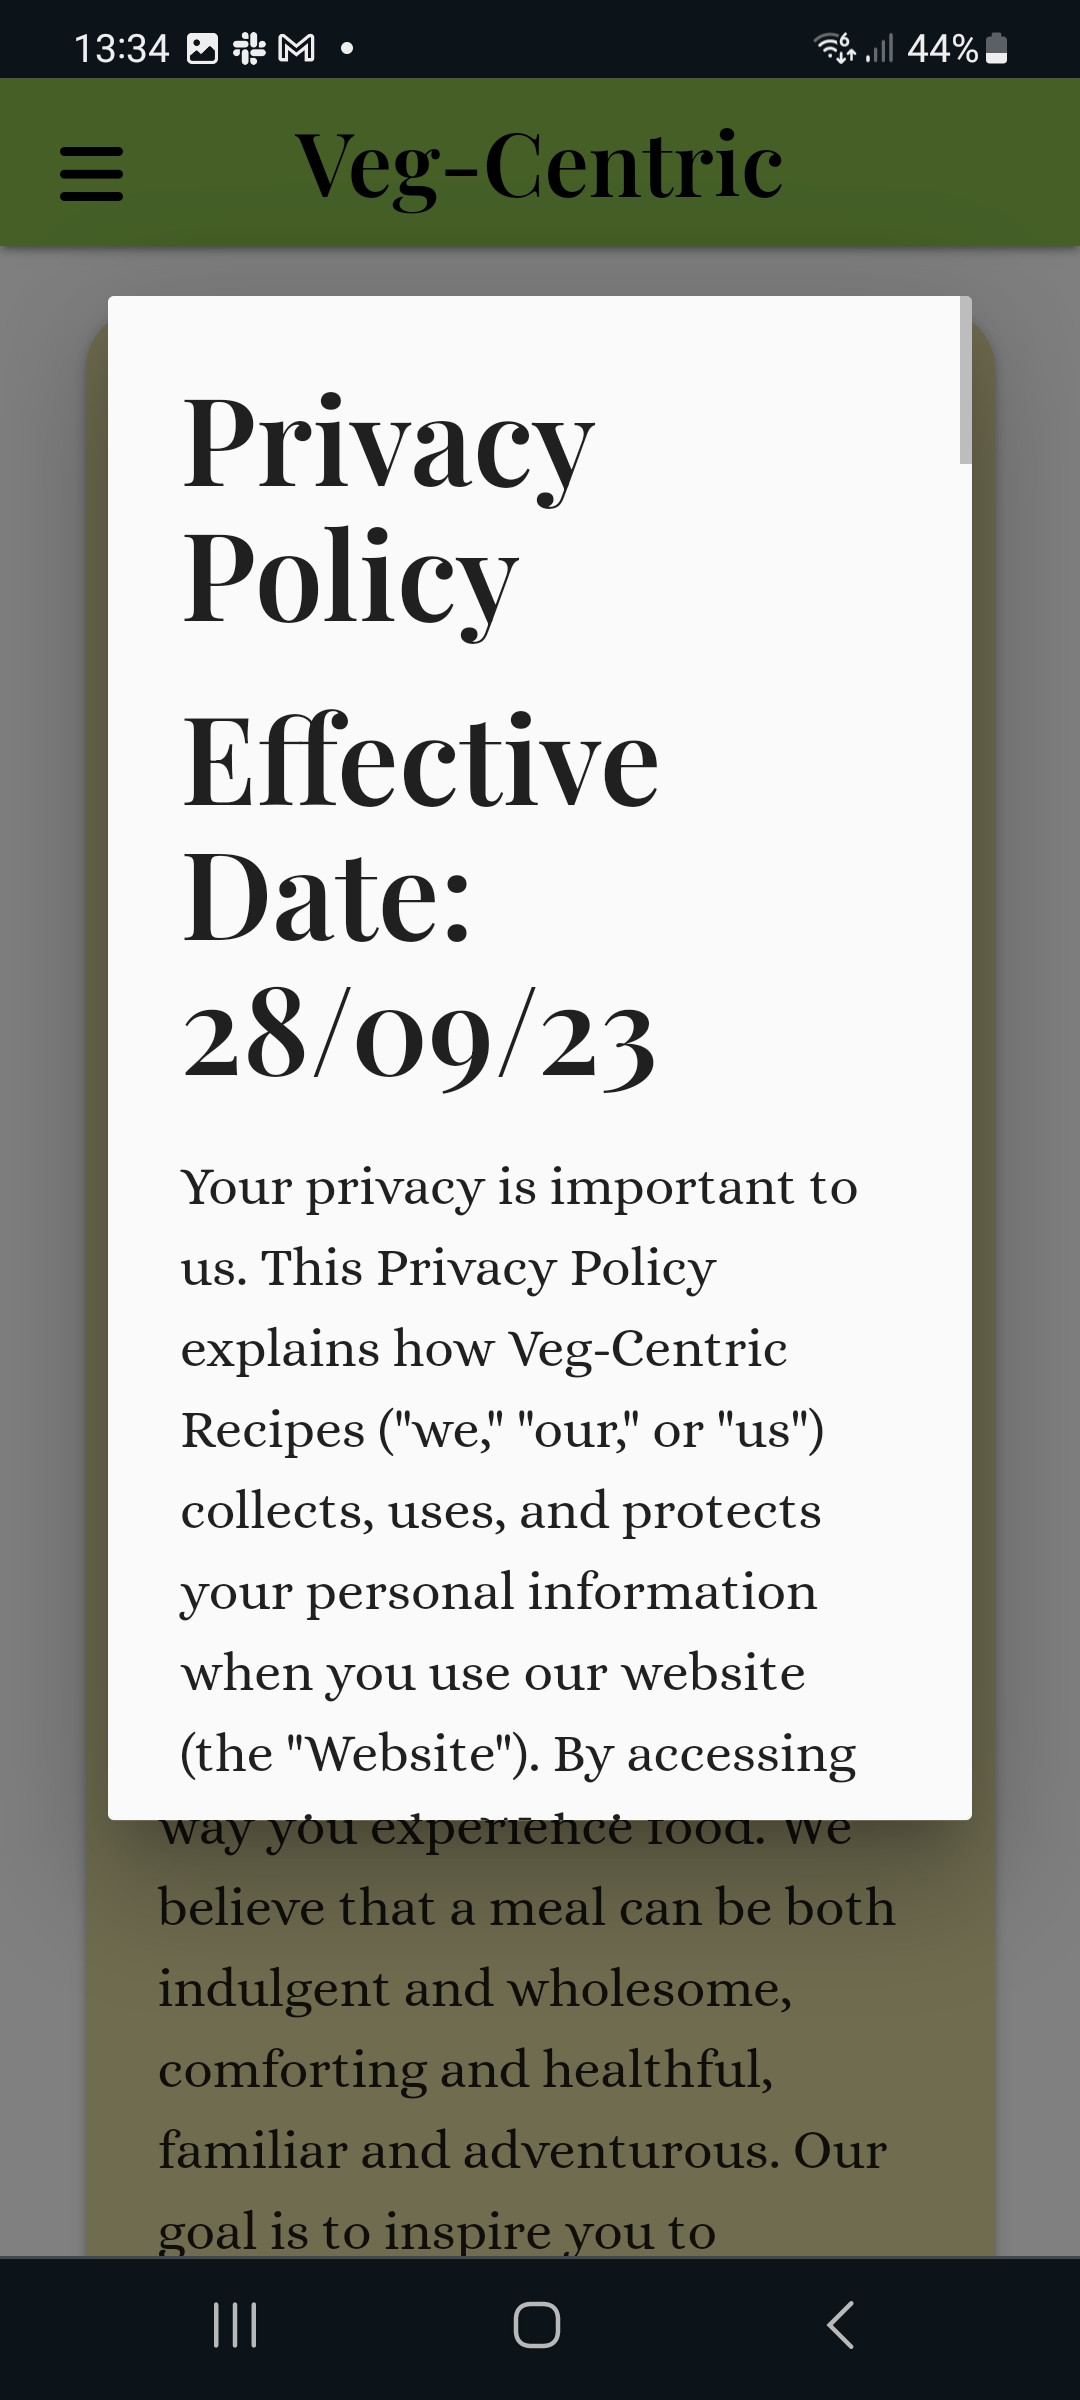 13:34
44%
Veg-Centric
Privacy
Policy
Effective
Date:
28/09/23
Your privacy is important to
us. This Privacy Policy
explains how Veg-Centric
Recipes ("we," "our," or "us")
collects, uses, and protects
your personal information
when you use our website
(the "Website"). By accessing
way you experience food. We
believe that a meal can be both
indulgent and wholesome,
comforting and healthful,
familiar and adventurous. Our
goal is to inspire you to